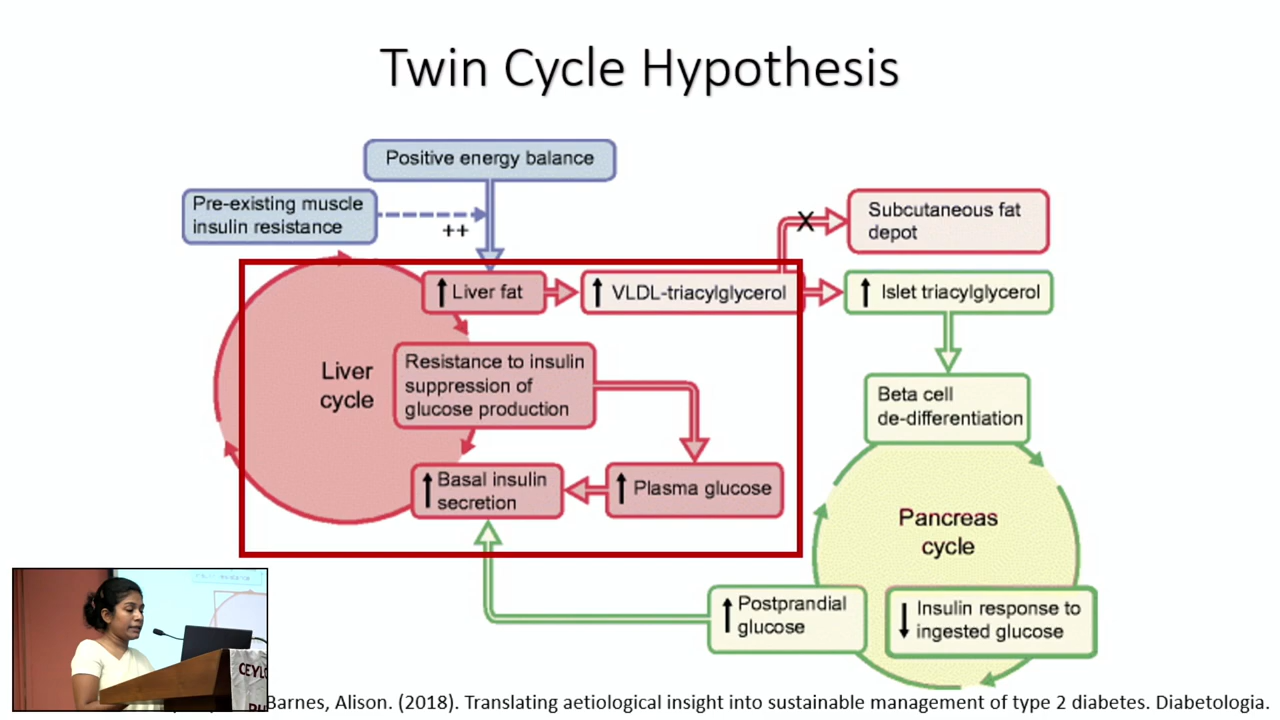 Twin Cycle Hypothesis
Positive energy balance
Pre-existing muscle
insulin resistance
++
X
Subcutaneous fat
depot
Liver fat
VLDL-triacylglycerol
Islet triacylglycerol
Liver
cycle
Resistance to insulin
suppression of
glucose production
Beta cell
de-differentiation
Basal insulin
secretion
Plasma glucose
Pancreas
cycle
Postprandial
glucose
Insulin response to
ingested glucose
CEYLO
Barnes, Alison. (2018). Translating aetiological insight into sustainable management of type 2 diabetes. Diabetologia.